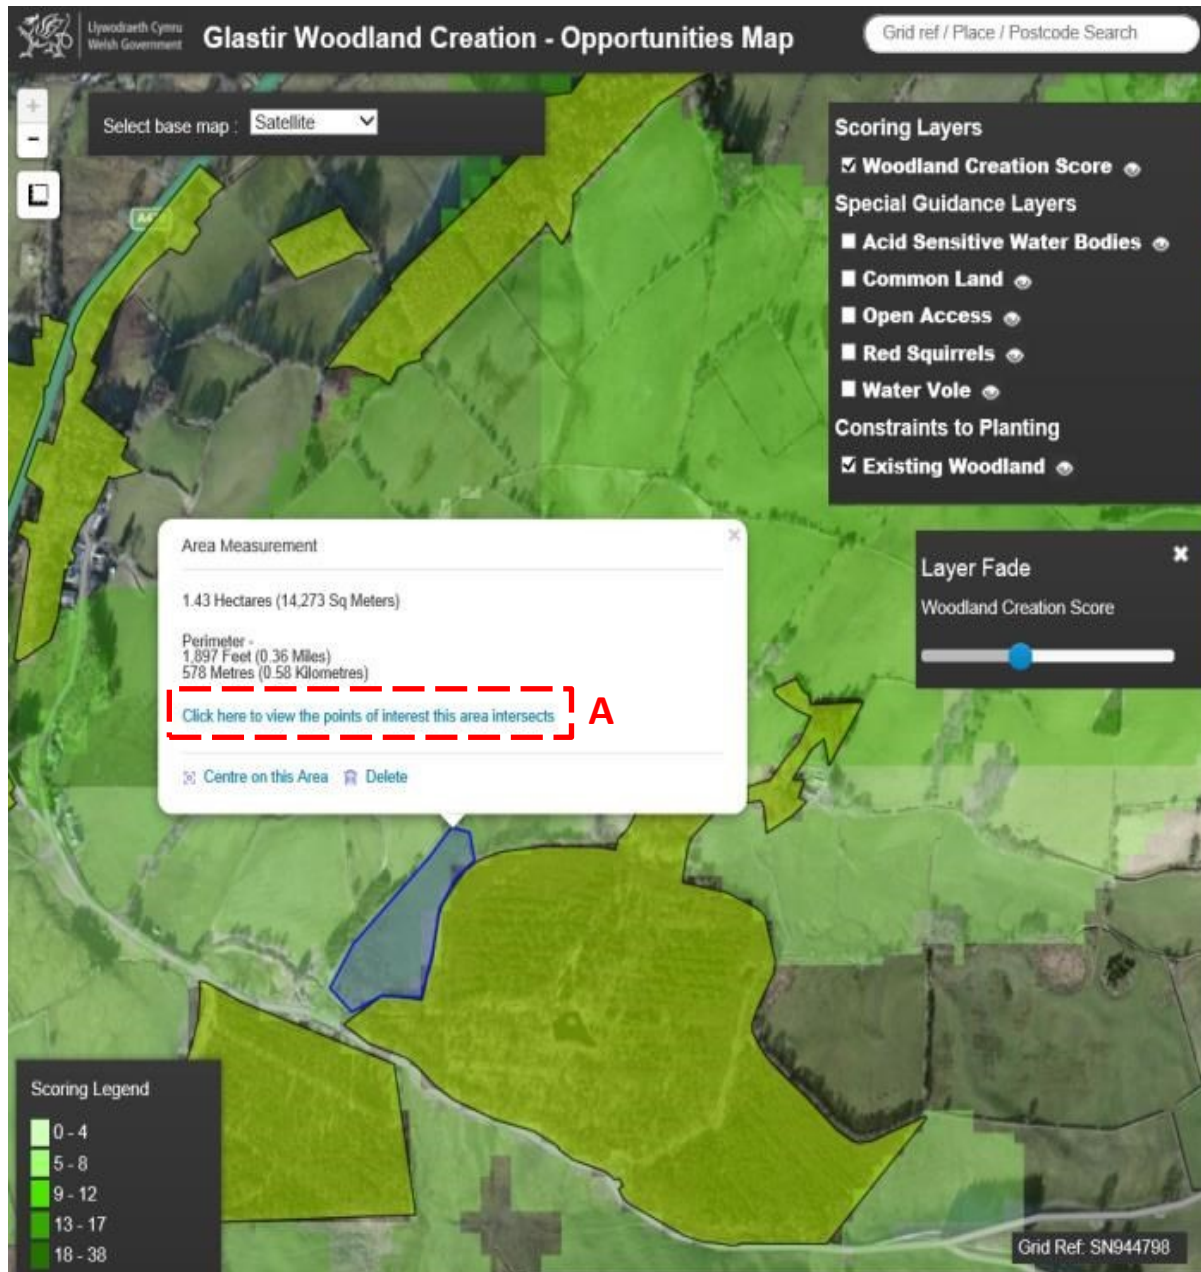 Llywodraeth Cymru
Welsh Government
Glastir Woodland Creation - Opportunities Map
Grid ref / Place / Postcode Search
+
-
Select base map : Satellite
Scoring Layers
Woodland Creation Score
Special Guidance Layers
Acid Sensitive Water Bodies
Common Land
Open Access
Red Squirrels
Water Vole
Constraints to Planting
Existing Woodland
Area Measurement
1.43 Hectares (14,273 Sq Meters)
Perimeter -
1,897 Feet (0.36 Miles)
578 Metres (0.58 Kilometres)
Click here to view the points of interest this area intersects
A
Centre on this Area
Delete
Layer Fade
Woodland Creation Score
Scoring Legend
0 - 4
5 - 8
9 - 12
13 - 17
18 - 38
Grid Ref: SN944798